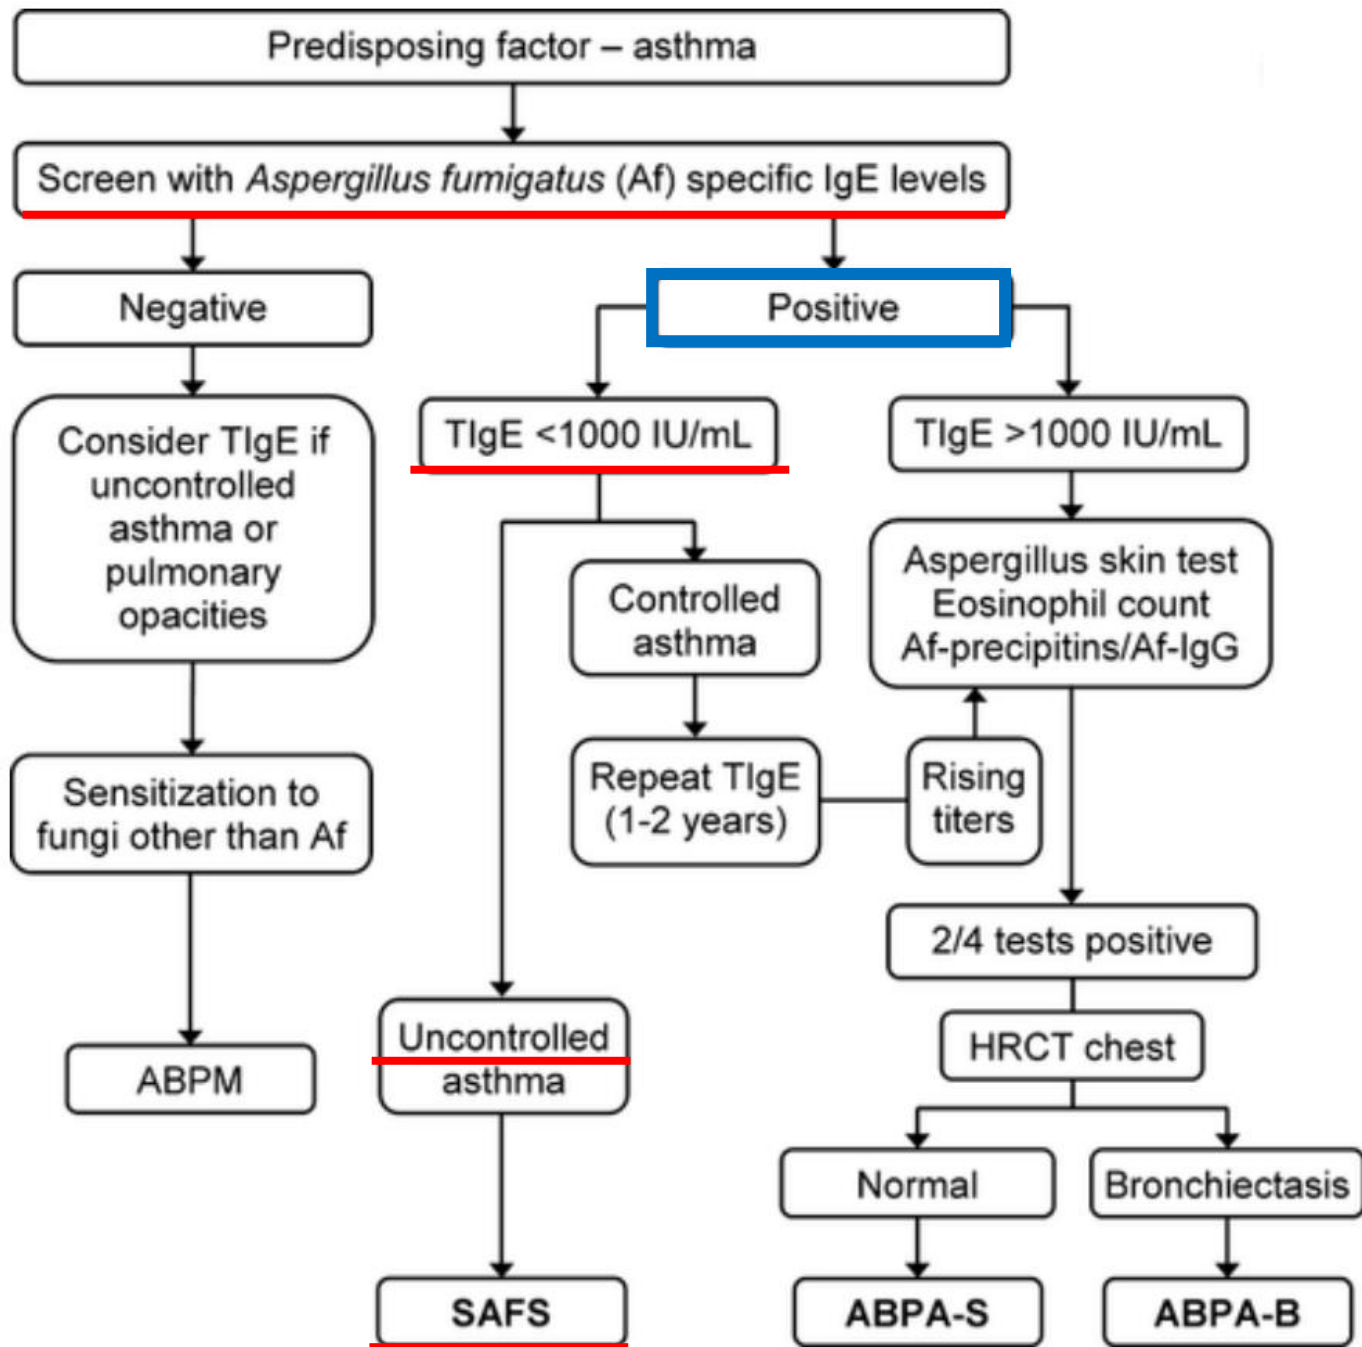 Predisposing factor – asthma
Screen with Aspergillus fumigatus (Af) specific IgE levels
Negative
Positive
Consider TIgE if
uncontrolled
asthma or
pulmonary
opacities
TIgE <1000 IU/mL
TIgE >1000 IU/mL
Controlled
asthma
Aspergillus skin test
Eosinophil count
Af-precipitins/Af-IgG
Sensitization to
fungi other than Af
Repeat TIgE
(1-2 years)
Rising
titers
2/4 tests positive
ABPM
Uncontrolled
asthma
HRCT chest
Normal
Bronchiectasis
SAFS
ABPA-S
ABPA-B